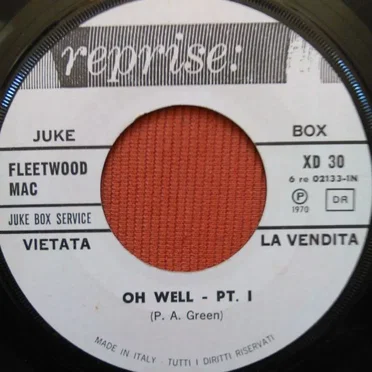 reprise:
JUKE BOX
FLEETWOOD MAC
XD 30
6 re 02133-1N
P 1970
DR
JUKE BOX SERVICE
VIETATA LA VENDITA
OH WELL - PT. I
(P. A. Green)
MADE IN ITALY - TUTTI I DIRITTI RISERVATI